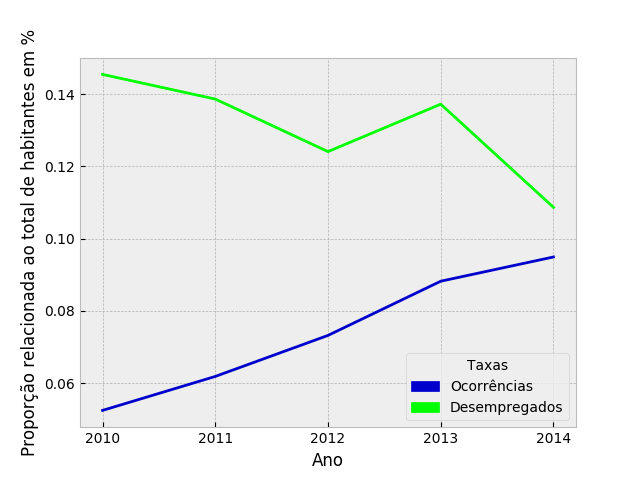 Proporção relacionada ao total de habitantes em %
0.14
0.12
0.10
0.08
0.06
Taxas
Ocorrências
Desempregados
2010 2011 2012 2013 2014
Ano